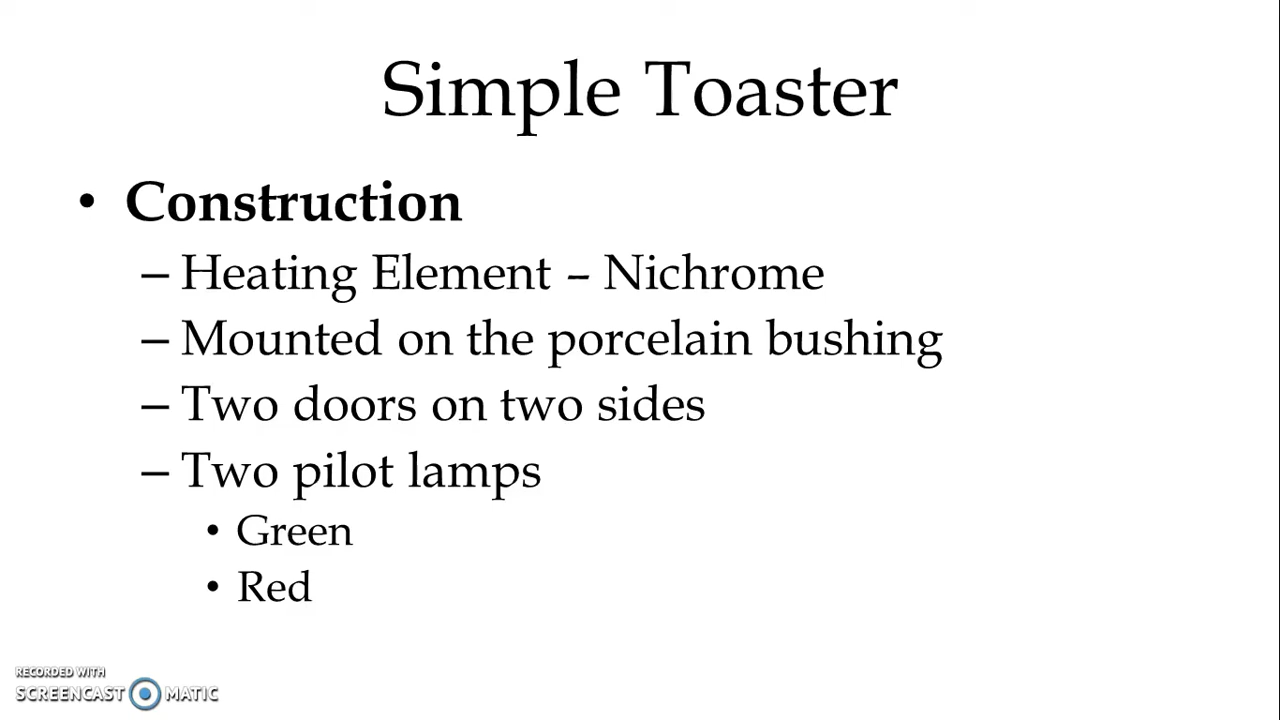 Simple Toaster
• Construction
– Heating Element – Nichrome
– Mounted on the porcelain bushing
– Two doors on two sides
– Two pilot lamps
• Green
• Red
RECORDED WITH
SCREENCAST MATIC